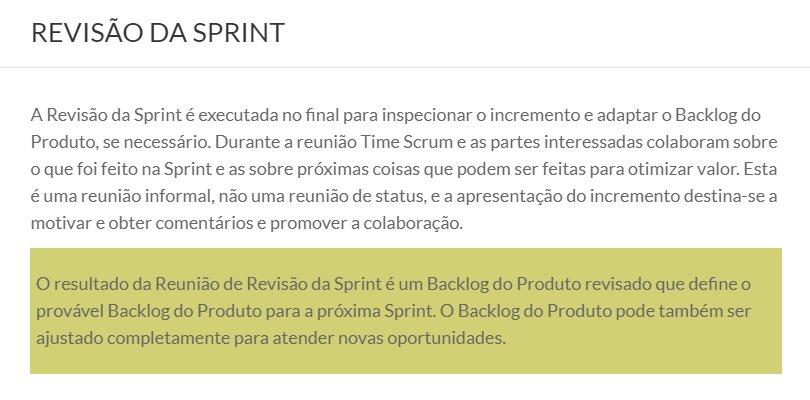 REVISÃO DA SPRINT
A Revisão da Sprint é executada no final para inspecionar o incremento e adaptar o Backlog do
Produto, se necessário. Durante a reunião Time Scrum e as partes interessadas colaboram sobre
o que foi feito na Sprint e as sobre próximas coisas que podem ser feitas para otimizar valor. Esta
é uma reunião informal, não uma reunião de status, e a apresentação do incremento destina-se a
motivar e obter comentários e promover a colaboração.
O resultado da Reunião de Revisão da Sprint é um Backlog do Produto revisado que define o
provável Backlog do Produto para a próxima Sprint. O Backlog do Produto pode também ser
ajustado completamente para atender novas oportunidades.